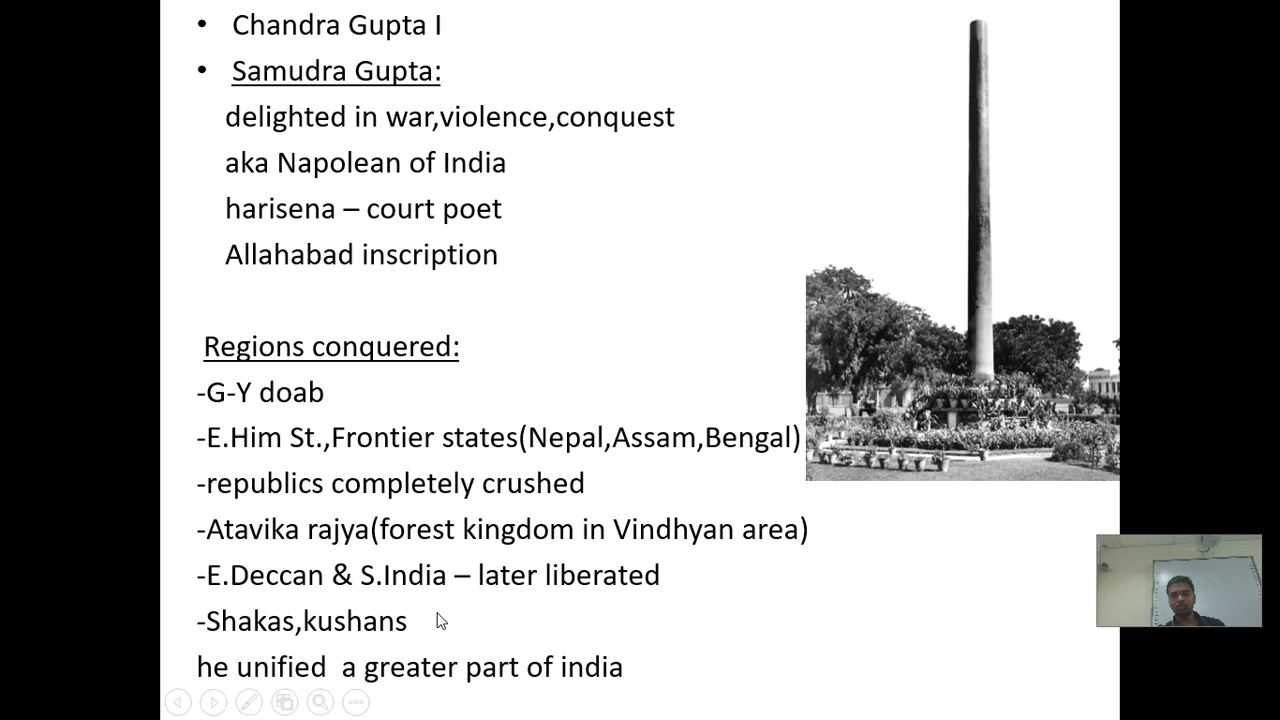 • Chandra Gupta I
• Samudra Gupta:
delighted in war,violence,conquest
aka Napolean of India
harisena – court poet
Allahabad inscription
Regions conquered:
-G-Y doab
-E.Him St.,Frontier states(Nepal,Assam,Bengal)
-republics completely crushed
-Atavika rajya(forest kingdom in Vindhyan area)
-E.Deccan & S.India – later liberated
-Shakas,kushans
he unified  a greater part of india